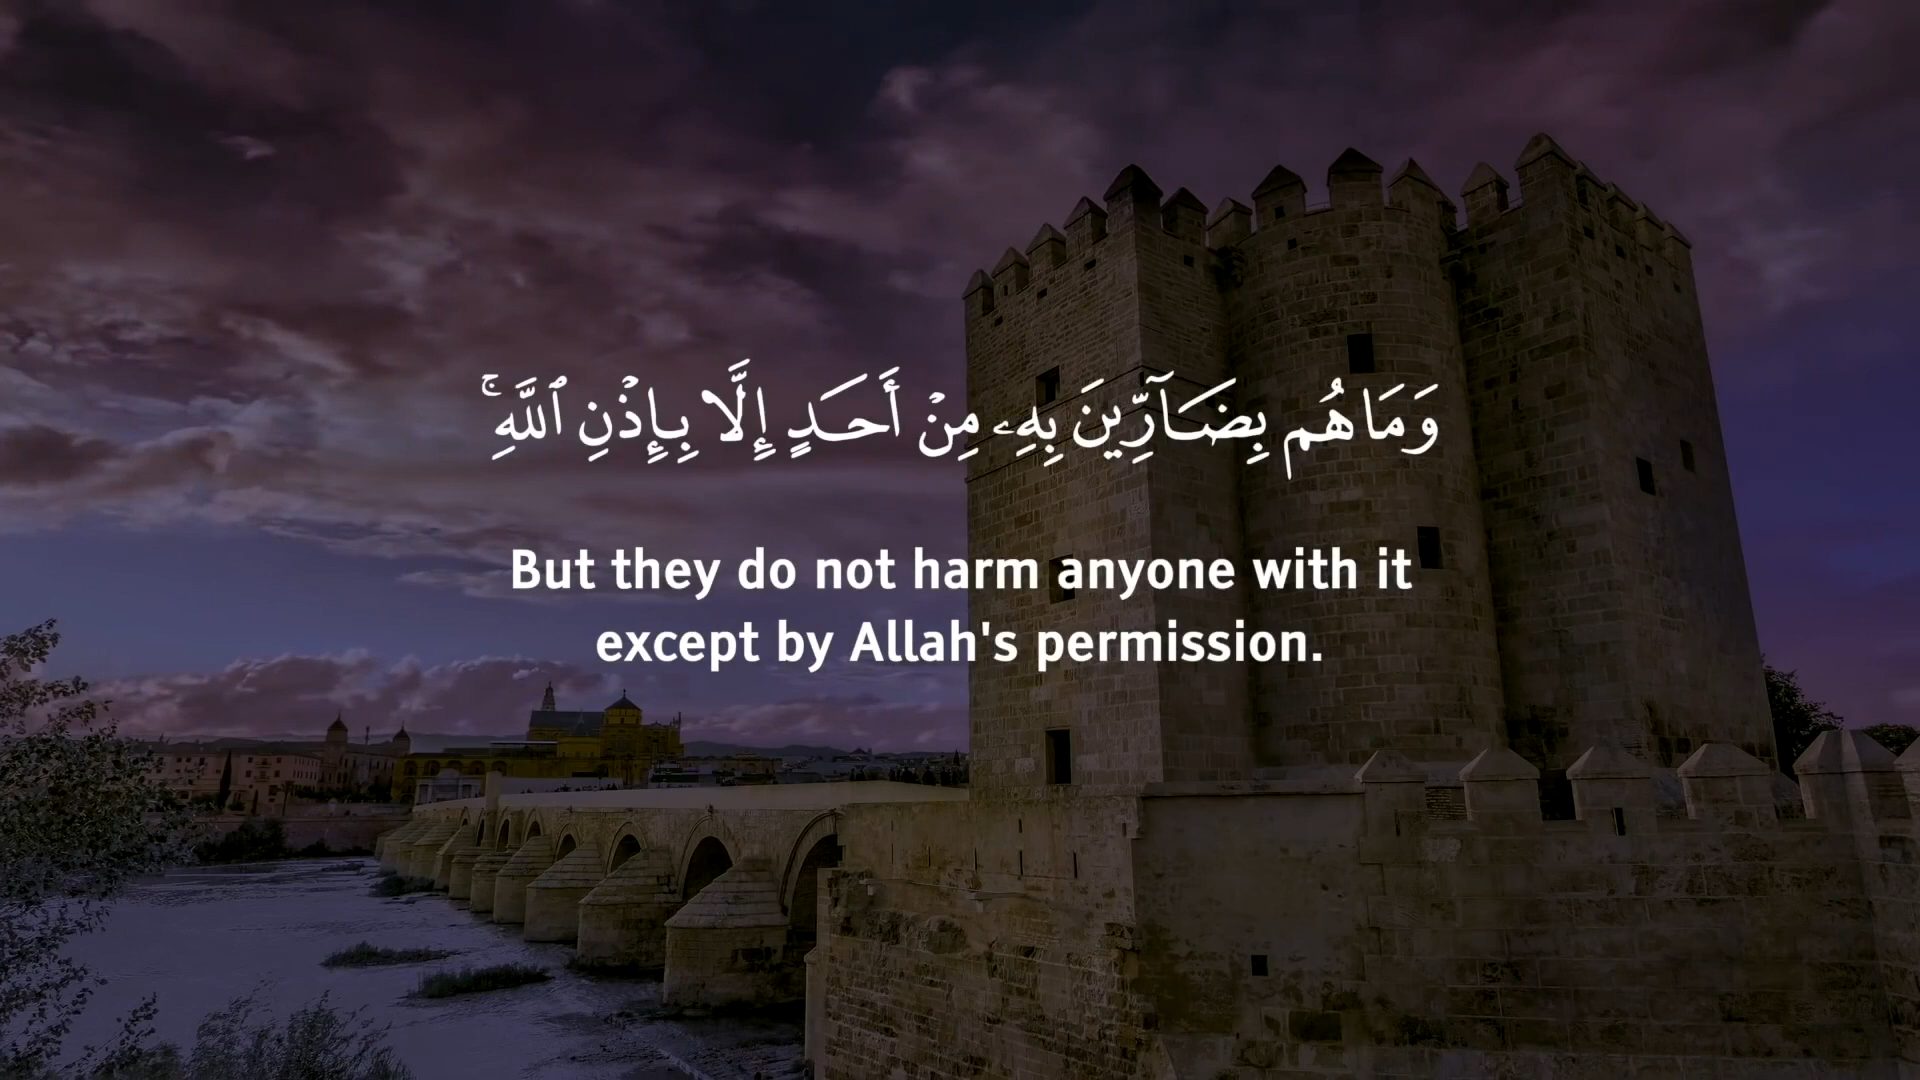 وَمَا هُم بِضَآرِّينَ بِهِۦ مِنْ أَحَدٍ إِلَّا بِإِذْنِ ٱللَّهِ ۚ
But they do not harm anyone with it
except by Allah's permission.